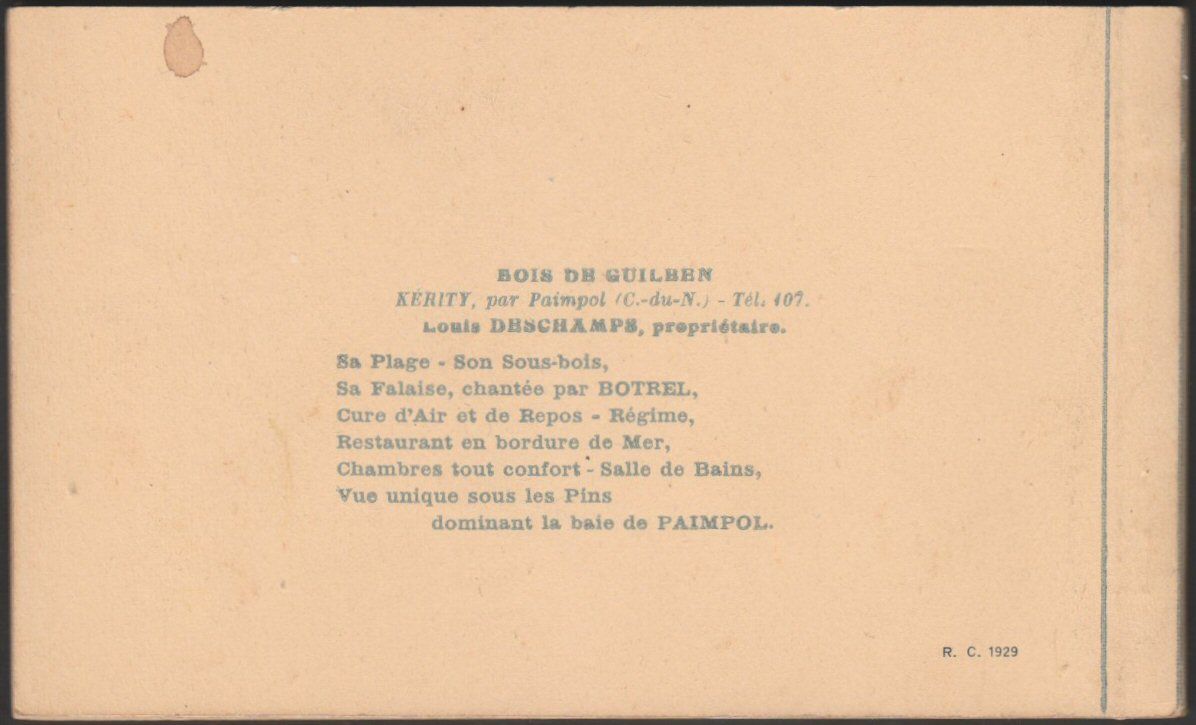 BOIS DE GUILBEN
KÉRITY, par Paimpol (C.-du-N.) - Tél. 107.
Louis DESCHAMPS, propriétaire.
Sa Plage - Son Sous-bois,
Sa Falaise, chantée par BOTREL,
Cure d'Air et de Repos - Régime,
Restaurant en bordure de Mer,
Chambres tout confort - Salle de Bains,
Vue unique sous les Pins
dominant la baie de PAIMPOL.
R. C. 1929